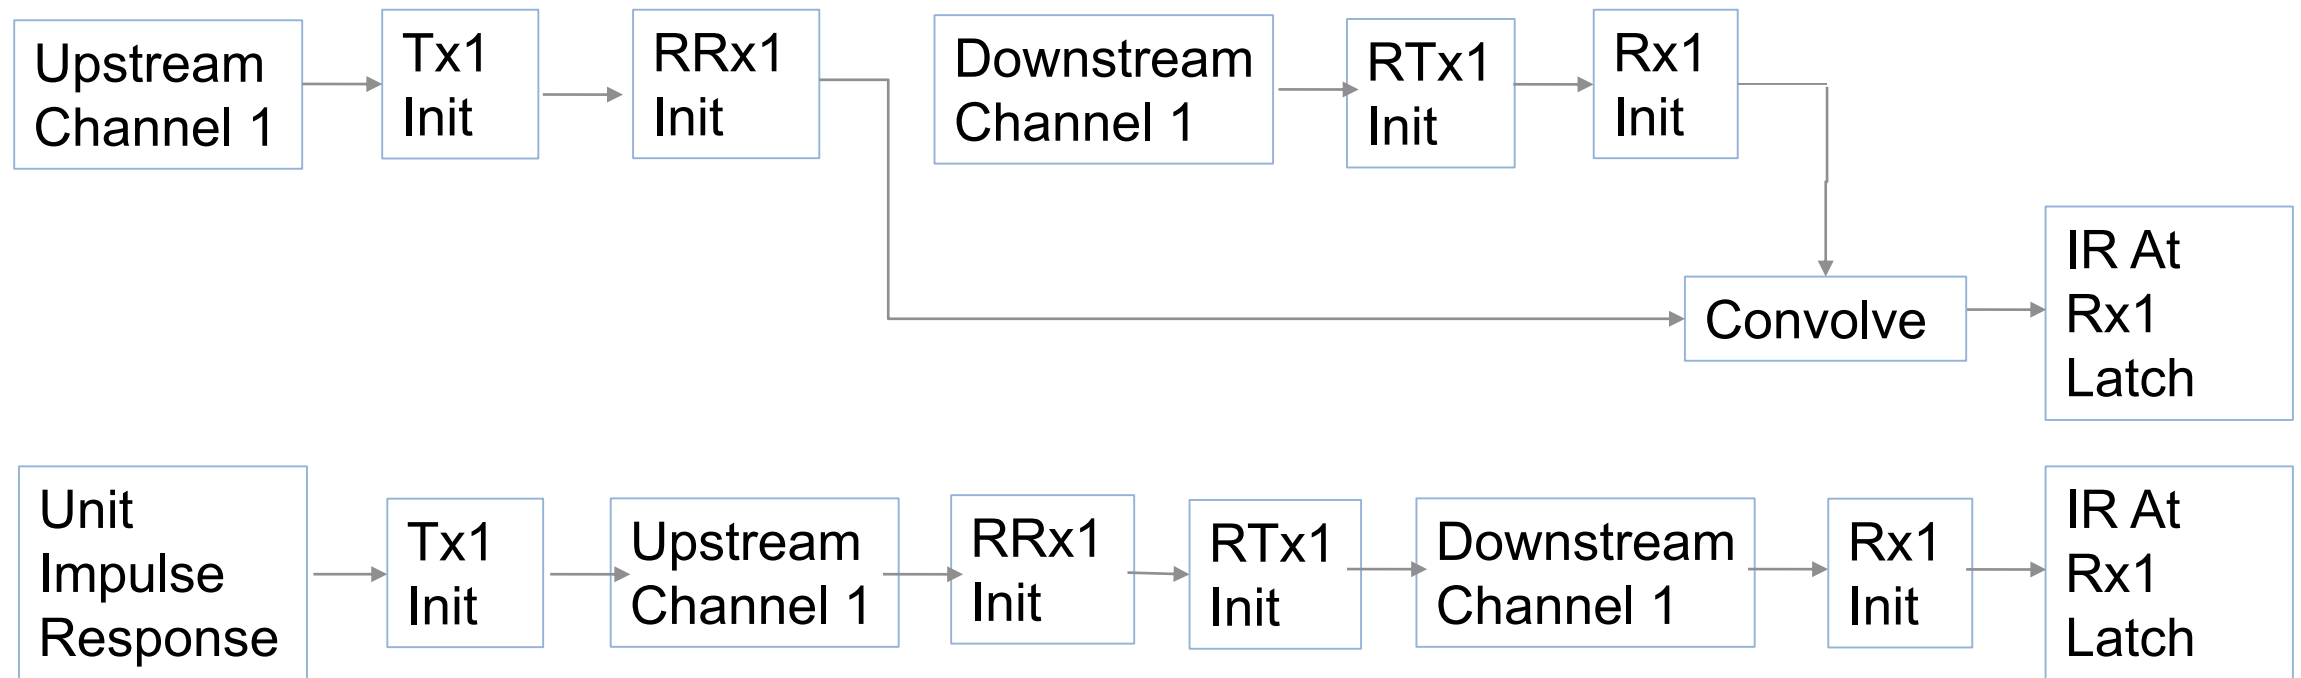 Upstream
Channel 1
Tx1
Init
RRx1
Init
Downstream
Channel 1
RTx1
Init
Rx1
Init
Convolve
IR At
Rx1
Latch
Unit
Impulse
Response
Tx1
Init
Upstream
Channel 1
RRx1
Init
RTx1
Init
Downstream
Channel 1
Rx1
Init
IR At
Rx1
Latch